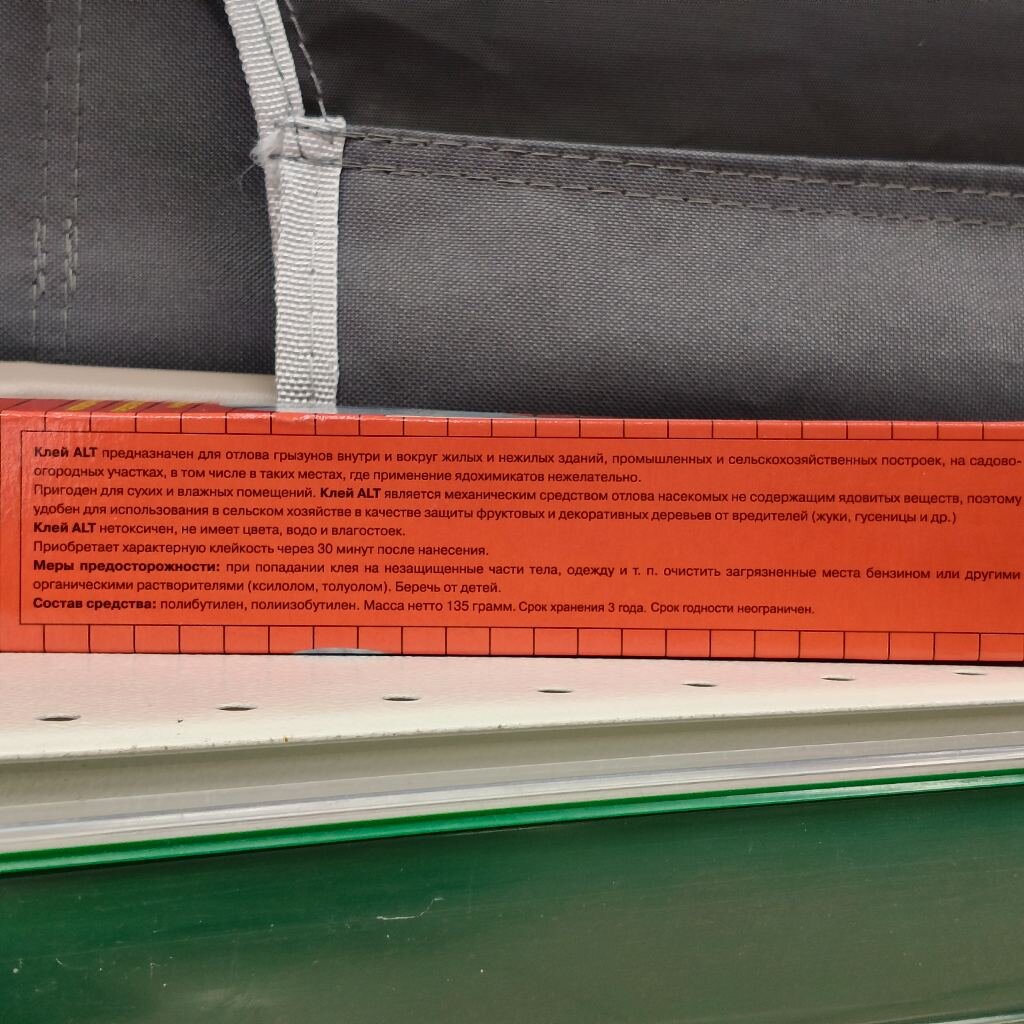 Клей ALT предназначен для отлова грызунов внутри и вокруг жилых и нежилых зданий, промышленных и сельскохозяйственных построек, на садово-
огородных участках, в том числе в таких местах, где применение ядохимикатов нежелательно.
Пригоден для сухих и влажных помещений. Клей ALT является механическим средством отлова насекомых не содержащим ядовитых веществ, поэтому
удобен для использования в сельском хозяйстве в качестве защиты фруктовых и декоративных деревьев от вредителей (жуки, гусеницы и др.)
Клей ALT нетоксичен, не имеет цвета, водо и влагостоек.
Приобретает характерную клейкость через 30 минут после нанесения.
Меры предосторожности: при попадании клея на незащищенные части тела, одежду и т. п. очистить загрязненные места бензином или другими
органическими растворителями (ксилолом, толуолом). Беречь от детей.
Состав средства: полибутилен, полиизобутилен. Масса нетто 135 грамм. Срок хранения 3 года. Срок годности неограничен.